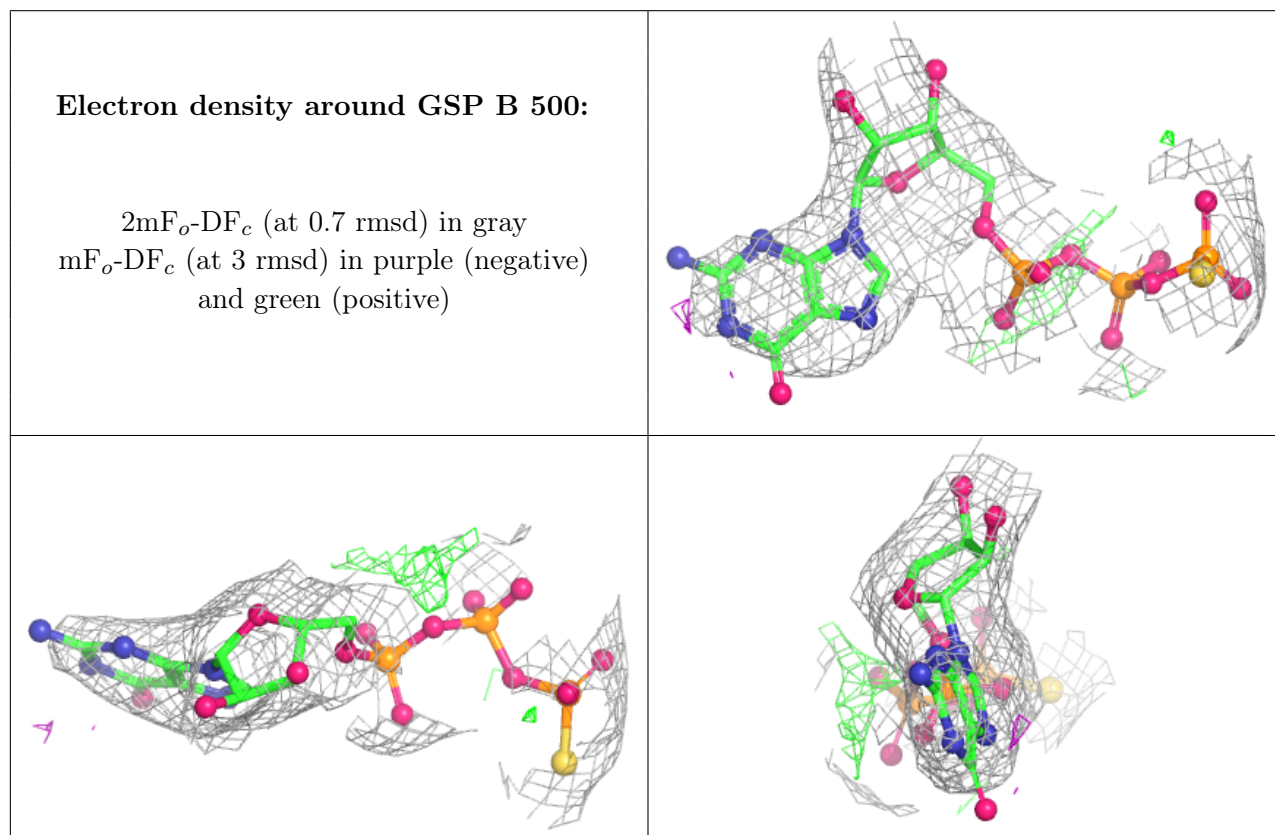 Electron density around GSP B 500:
2mFo-DFc (at 0.7 rmsd) in gray
mFo-DFc (at 3 rmsd) in purple (negative)
and green (positive)